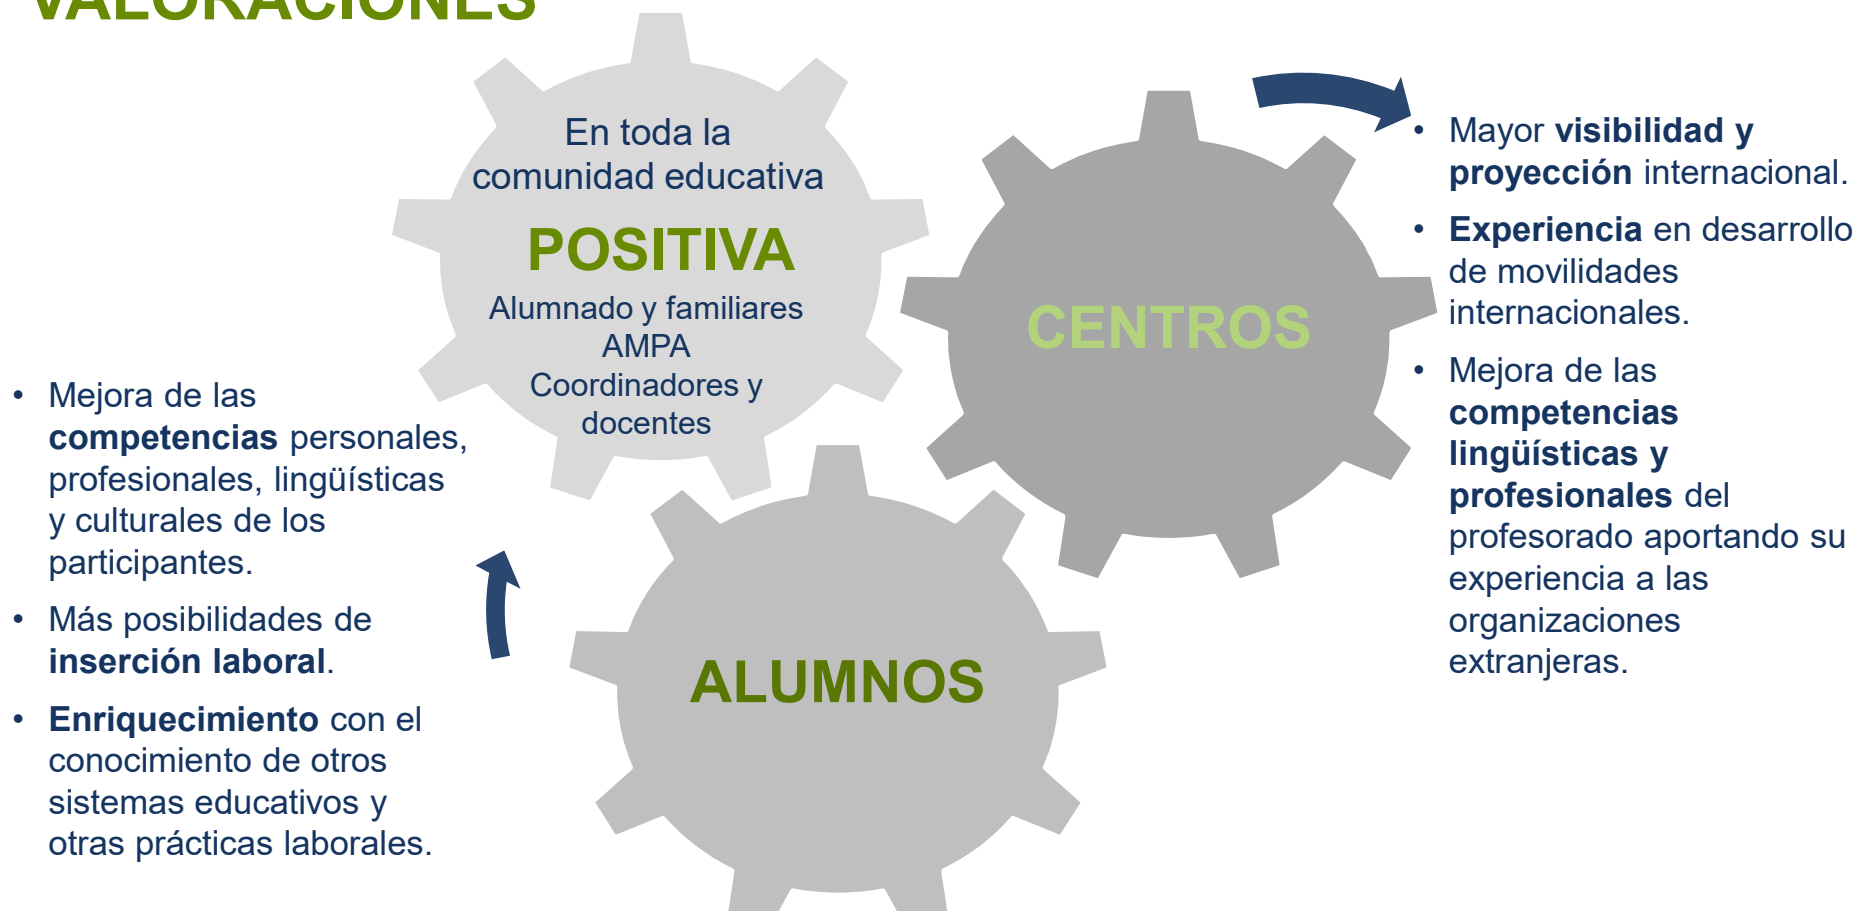 VALORACIONES
En toda la
comunidad educativa
POSITIVA
Alumnado y familiares
AMPA
Coordinadores y
docentes
CENTROS
• Mayor visibilidad y
proyección internacional.
• Experiencia en desarrollo
de movilidades
internacionales.
• Mejora de las
competencias
lingüísticas y
profesionales del
profesorado aportando su
experiencia a las
organizaciones
extranjeras.
• Mejora de las
competencias personales,
profesionales, lingüísticas
y culturales de los
participantes.
• Más posibilidades de
inserción laboral.
• Enriquecimiento con el
conocimiento de otros
sistemas educativos y
otras prácticas laborales.
ALUMNOS